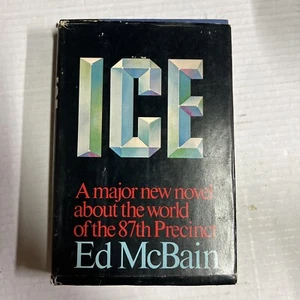 ICE
A major new novel
about the world
of the 87th Precinct
Ed McBain